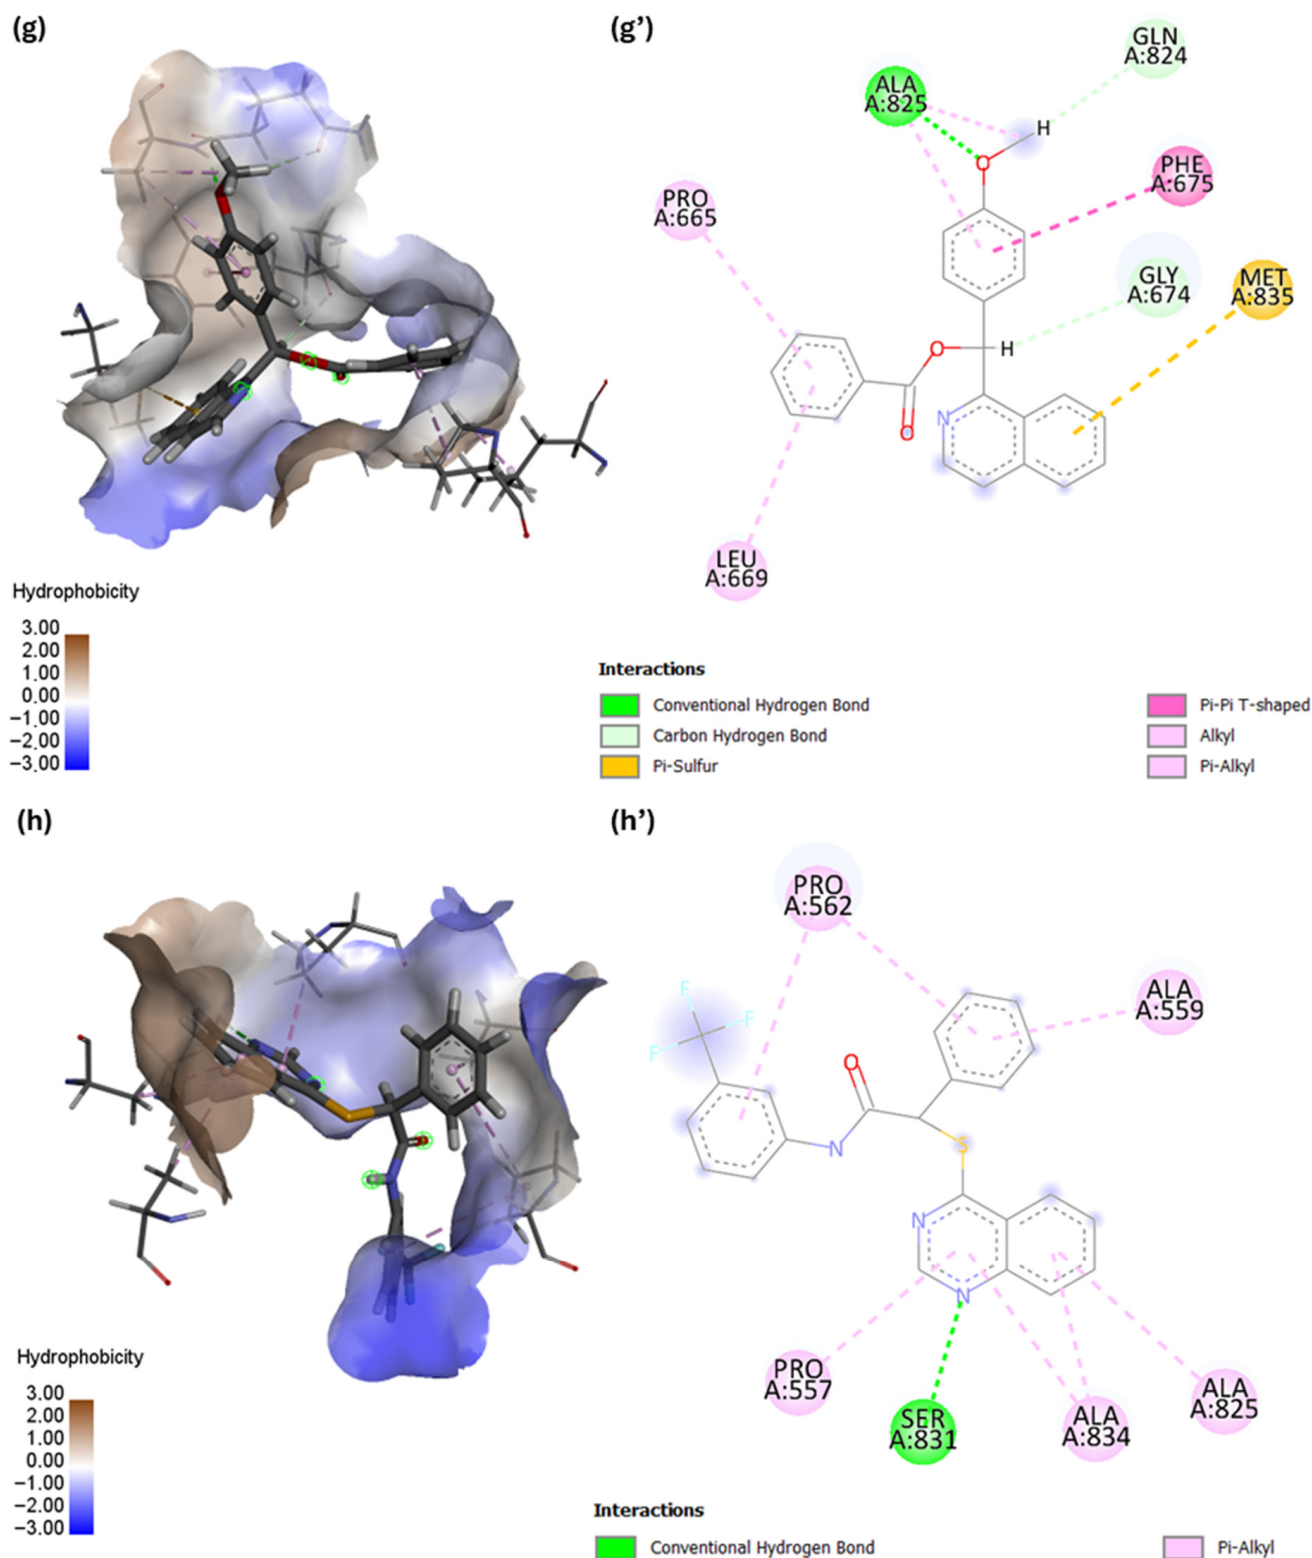 (g)
(g’)
GLN
A:824
ALA
A:825
H
O
PHE
A:675
PRO
A:665
GLY
A:674
MET
A:835
O
H
N
O
LEU
A:669
Hydrophobicity
3.00
2.00
1.00
0.00
−1.00
−2.00
−3.00
Interactions
Conventional Hydrogen Bond
Carbon Hydrogen Bond
Pi-Sulfur
Pi-Pi T-shaped
Alkyl
Pi-Alkyl
(h)
(h’)
PRO
A:562
ALA
A:559
F
F
F
O
N
S
N
N
PRO
A:557
SER
A:831
ALA
A:834
ALA
A:825
Hydrophobicity
3.00
2.00
1.00
0.00
−1.00
−2.00
−3.00
Interactions
Conventional Hydrogen Bond
Pi-Alkyl